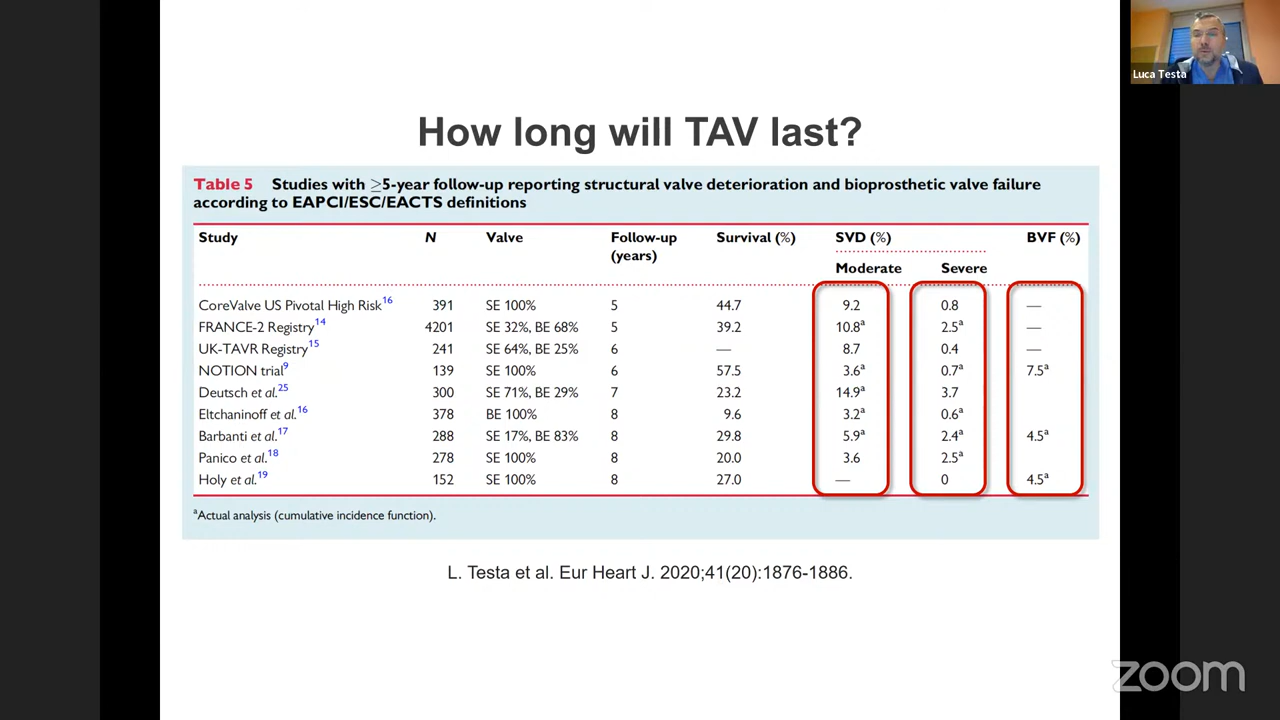 Luca Testa
How long will TAV last?
Table 5 Studies with ≥5-year follow-up reporting structural valve deterioration and bioprosthetic valve failure
according to EAPCI/ESC/EACTS definitions
Study N Valve Follow-up (years) Survival (%) SVD (%) BVF (%)
Moderate Severe
CoreValve US Pivotal High Risk16 391 SE 100% 5 44.7 9.2 0.8 —
FRANCE-2 Registry14 4201 SE 32%, BE 68% 5 39.2 10.8a 2.5a —
UK-TAVR Registry15 241 SE 64%, BE 25% 6 — 8.7 0.4 —
NOTION trial9 139 SE 100% 6 57.5 3.6a 0.7a 7.5a
Deutsch et al.25 300 SE 71%, BE 29% 7 23.2 14.9a 3.7
Eltchaninoff et al.16 378 BE 100% 8 9.6 3.2a 0.6a
Barbanti et al.17 288 SE 17%, BE 83% 8 29.8 5.9a 2.4a 4.5a
Panico et al.18 278 SE 100% 8 20.0 3.6 2.5a
Holy et al.19 152 SE 100% 8 27.0 — 0 4.5a
aActual analysis (cumulative incidence function).
L. Testa et al. Eur Heart J. 2020;41(20):1876-1886.
zoom